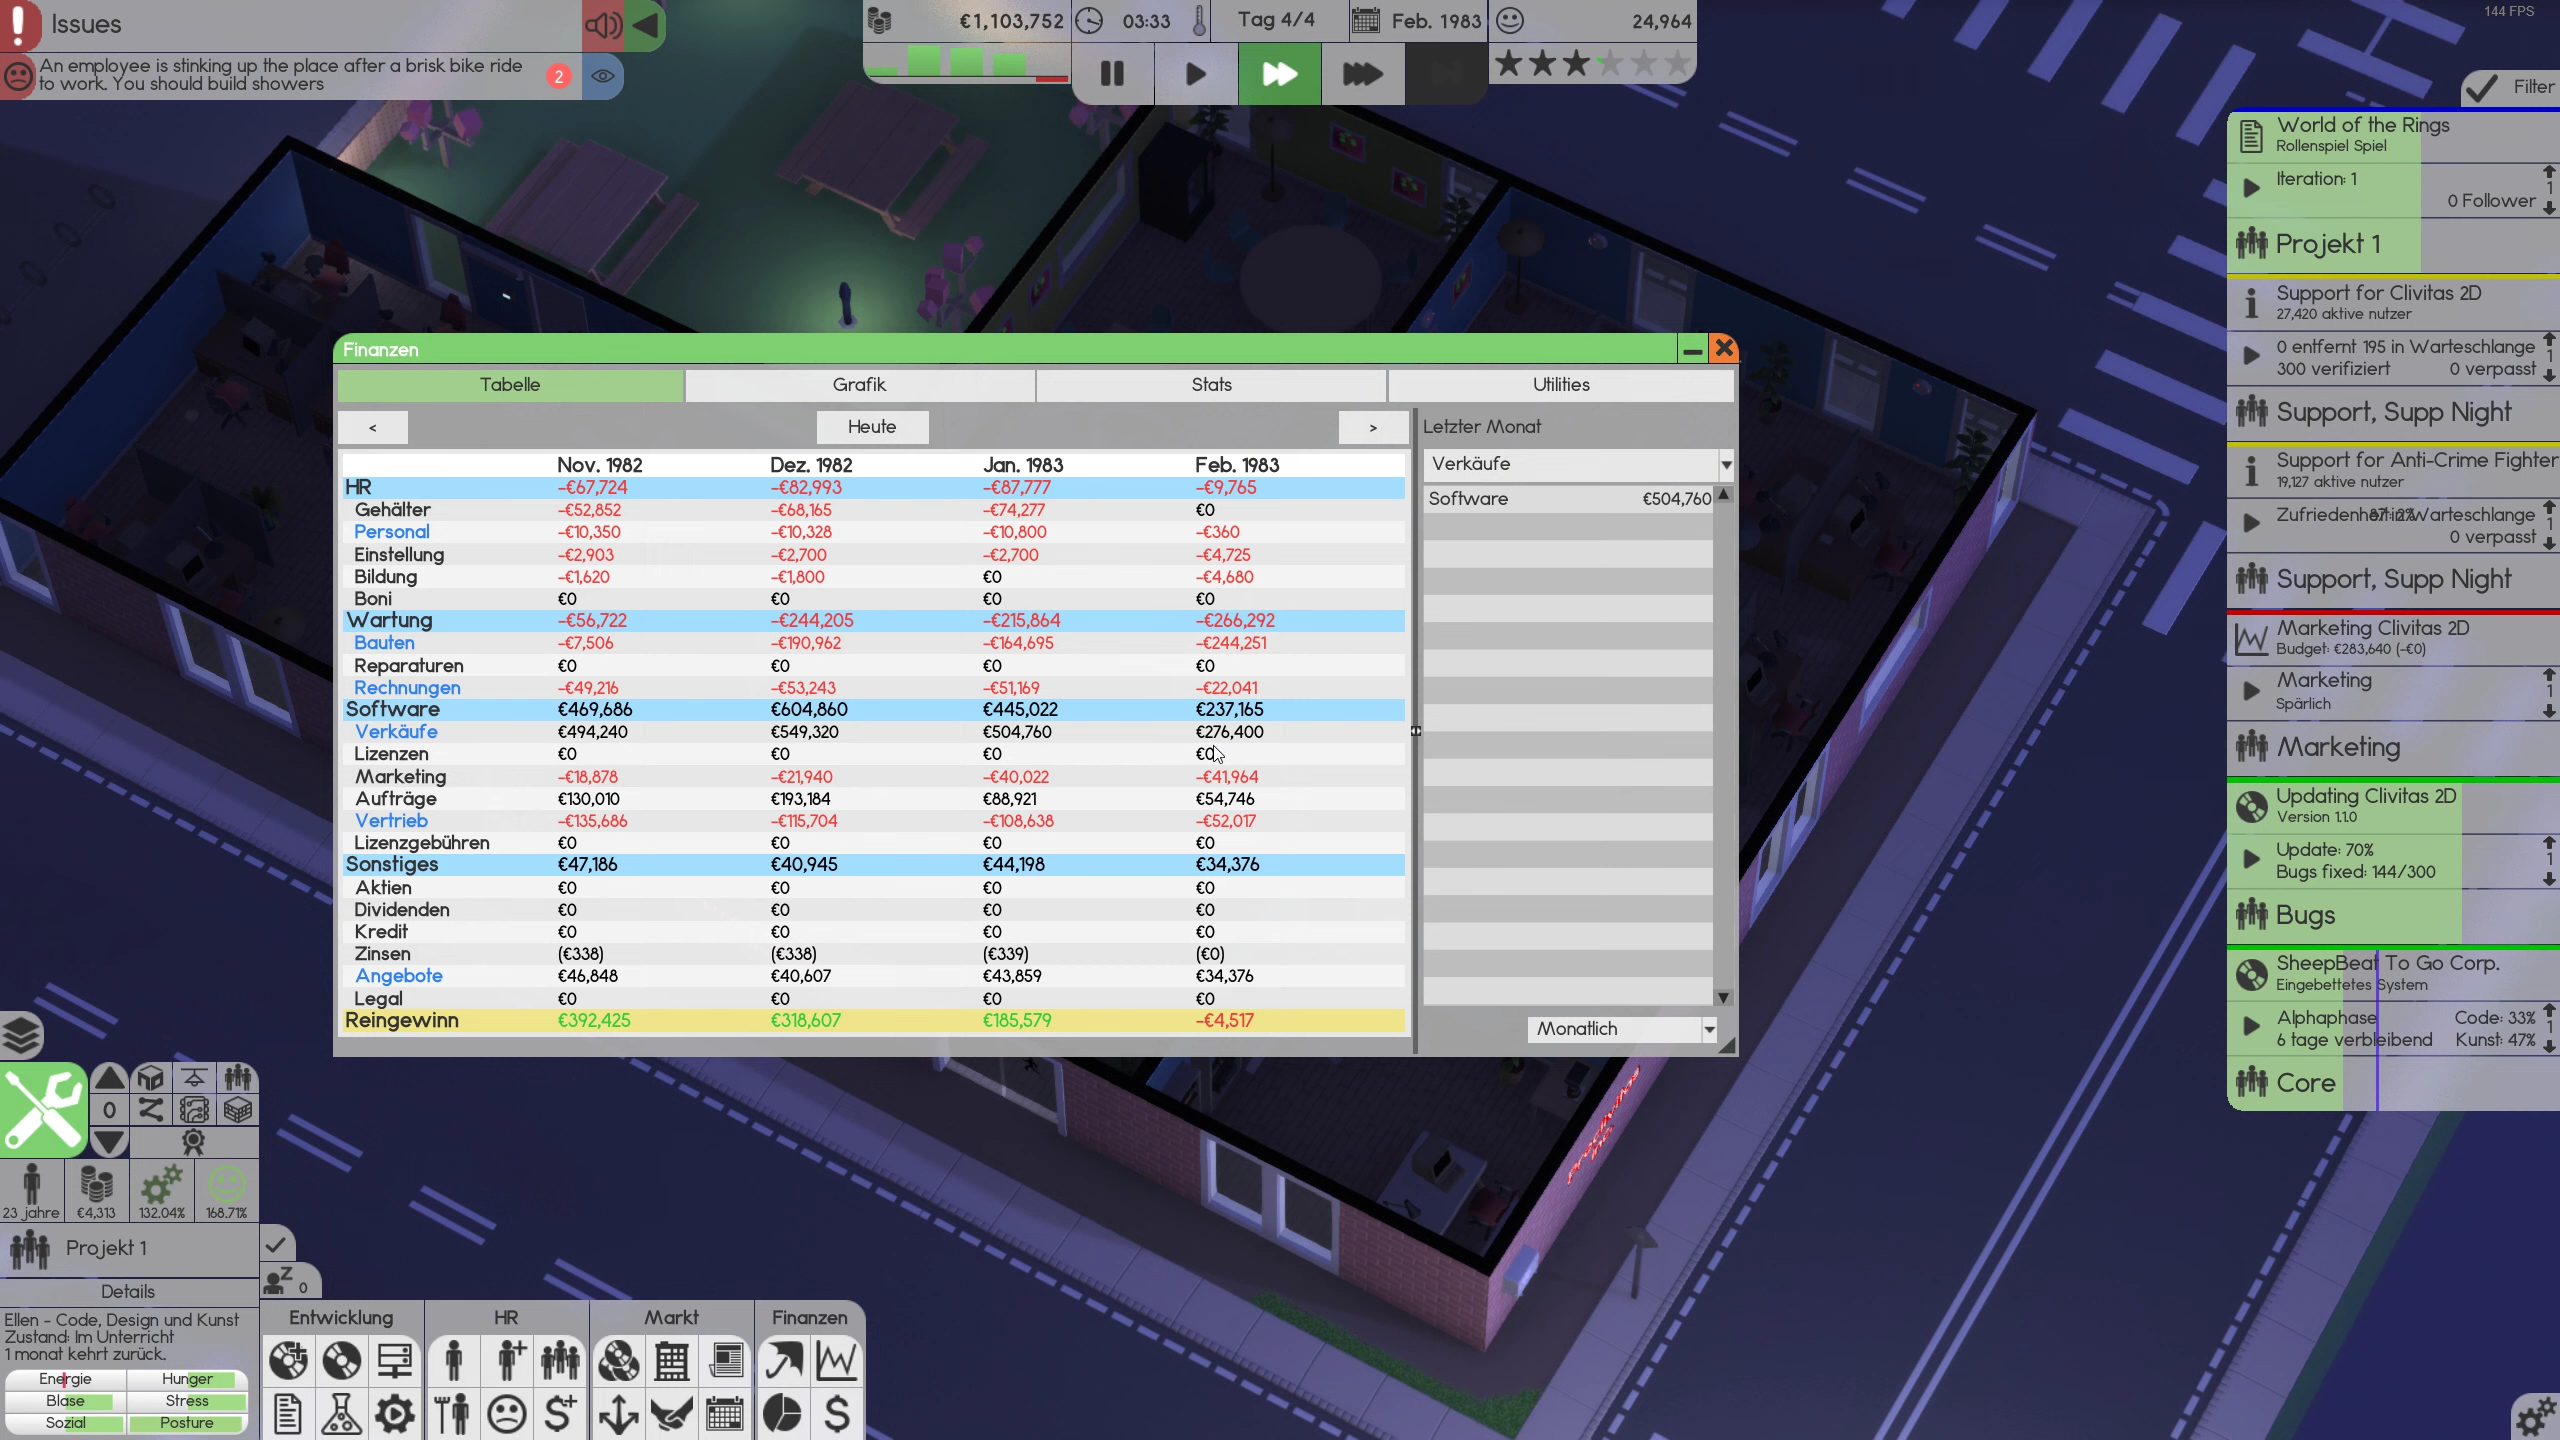 Issues
An employee is stinking up the place after a brisk bike ride
to work. You should build showers
2
€1,103,752
03:33
Tag 4/4
Feb. 1983
24,964
144 FPS
Filter
Finanzen
Tabelle Grafik Stats Utilities
< Heute >
Nov. 1982 Dez. 1982 Jan. 1983 Feb. 1983
HR -€67,724 -€82,993 -€87,777 -€9,765
Gehälter -€52,852 -€68,165 -€74,277 €0
Personal -€10,350 -€10,328 -€10,800 -€360
Einstellung -€2,903 -€2,700 -€2,700 -€4,725
Bildung -€1,620 -€1,800 €0 -€4,680
Boni €0 €0 €0 €0
Wartung -€56,722 -€244,205 -€215,864 -€266,292
Bauten -€7,506 -€190,962 -€164,695 -€244,251
Reparaturen €0 €0 €0 €0
Rechnungen -€49,216 -€53,243 -€51,169 -€22,041
Software €469,686 €604,860 €445,022 €237,165
Verkäufe €494,240 €549,320 €504,760 €276,400
Lizenzen €0 €0 €0 €0
Marketing -€18,878 -€21,940 -€40,022 -€41,964
Aufträge €130,010 €193,184 €88,921 €54,746
Vertrieb -€135,686 -€115,704 -€108,638 -€52,017
Lizenzgebühren €0 €0 €0 €0
Sonstiges €47,186 €40,945 €44,198 €34,376
Aktien €0 €0 €0 €0
Dividenden €0 €0 €0 €0
Kredit €0 €0 €0 €0
Zinsen (€338) (€338) (€339) (€0)
Angebote €46,848 €40,607 €43,859 €34,376
Legal €0 €0 €0 €0
Reingewinn €392,425 €318,607 €185,579 -€4,517
Letzter Monat
Verkäufe
Software €504,760
Monatlich
World of the Rings
Rollenspiel Spiel
Iteration: 1
1
0 Follower
Projekt 1
Support for Clivitas 2D
27,420 aktive nutzer
0 entfernt 195 in Warteschlange
1
300 verifiziert 0 verpasst
Support, Supp Night
Support for Anti-Crime Fighter
19,127 aktive nutzer
Warteschlange
1
0 verpasst
Support, Supp Night
Marketing Clivitas 2D
Budget: €283,640 (-€0)
Marketing
1
Spärlich
Marketing
Updating Clivitas 2D
Version 1.1.0
Update: 70%
1
Bugs fixed: 144/300
Bugs
SheepBeat To Go Corp.
Eingebettetes System
Alphaphase Code: 33%
1
6 tage verbleibend Kunst: 47%
Core
0
23 jahre €4,313 132.04% 168.71%
Projekt 1
Details
Ellen - Code, Design und Kunst
Zustand: Im Unterricht
1 monat kehrt zurück.
Energie Hunger
Blase Stress
Sozial Posture
Z 0
Entwicklung HR Markt Finanzen